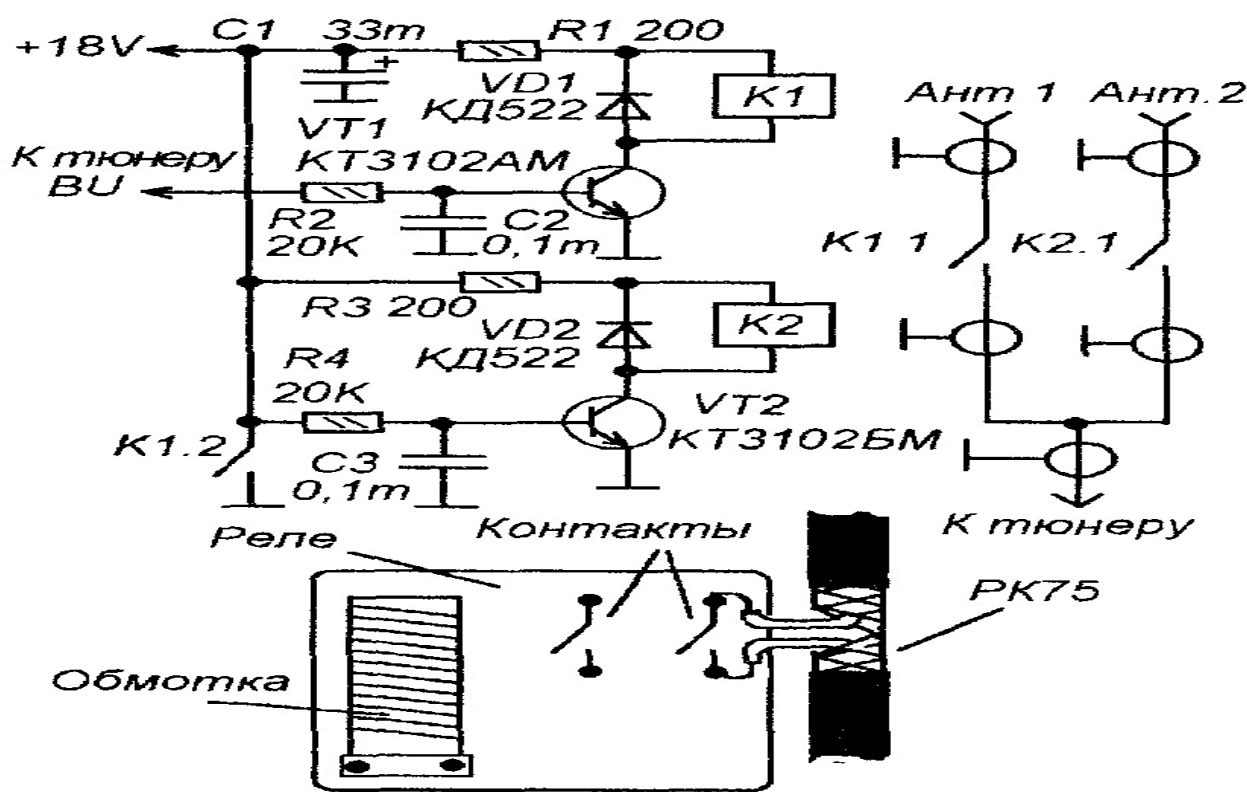 +18V
C1
33m
R1 200
VD1
КД522
K1
VT1
КТ3102АМ
К тюнеру
BU
R2
20K
C2
0,1m
R3 200
VD2
КД522
K2
R4
20K
VT2
КТ3102БМ
K1.2
C3
0,1m
Ант 1
Ант.2
K1 1
K2.1
К тюнеру
Реле
Контакты
РК75
Обмотка